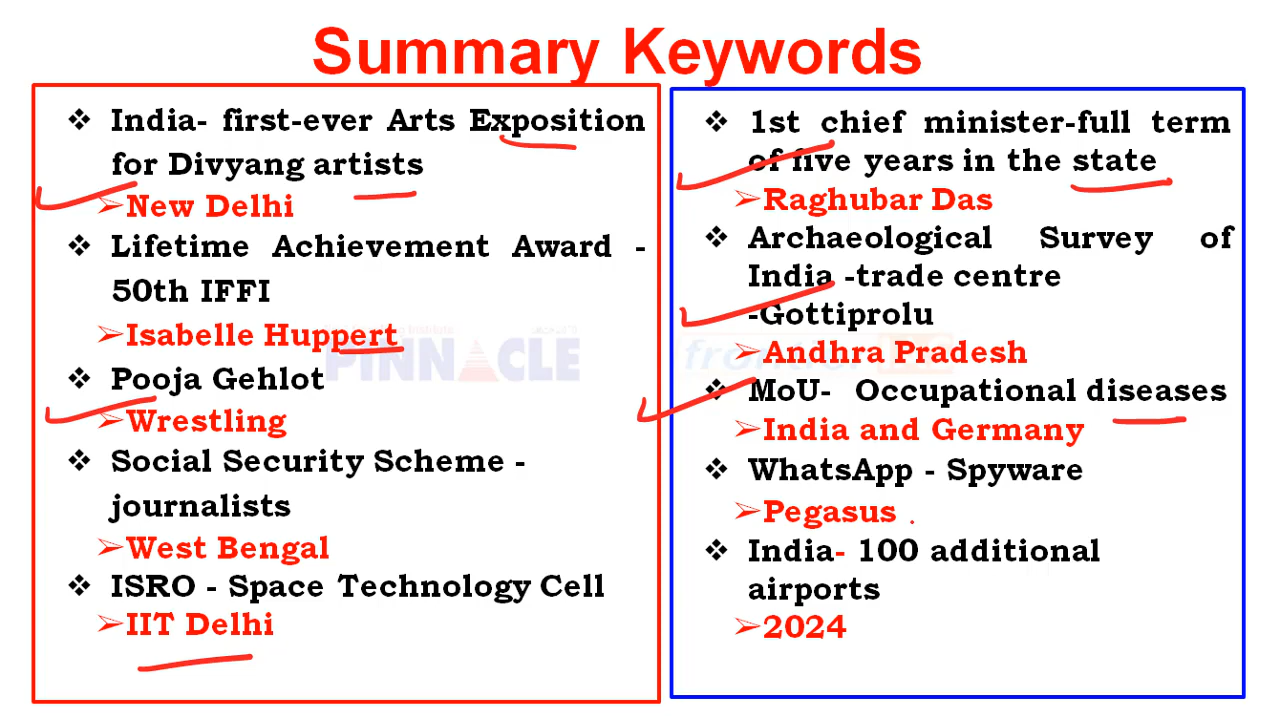 Summary Keywords
❖ India- first-ever Arts Exposition
for Divyang artists
➢New Delhi
❖ Lifetime Achievement Award -
50th IFFI
➢Isabelle Huppert
❖ Pooja Gehlot
➢Wrestling
❖ Social Security Scheme -
journalists
➢West Bengal
❖ ISRO - Space Technology Cell
➢IIT Delhi
❖ 1st chief minister-full term
of five years in the state
➢Raghubar Das
❖ Archaeological Survey of
India -trade centre
-Gottiprolu
➢Andhra Pradesh
❖ MoU- Occupational diseases
➢India and Germany
❖ WhatsApp - Spyware
➢Pegasus
❖ India- 100 additional
airports
➢2024
PINNACLE